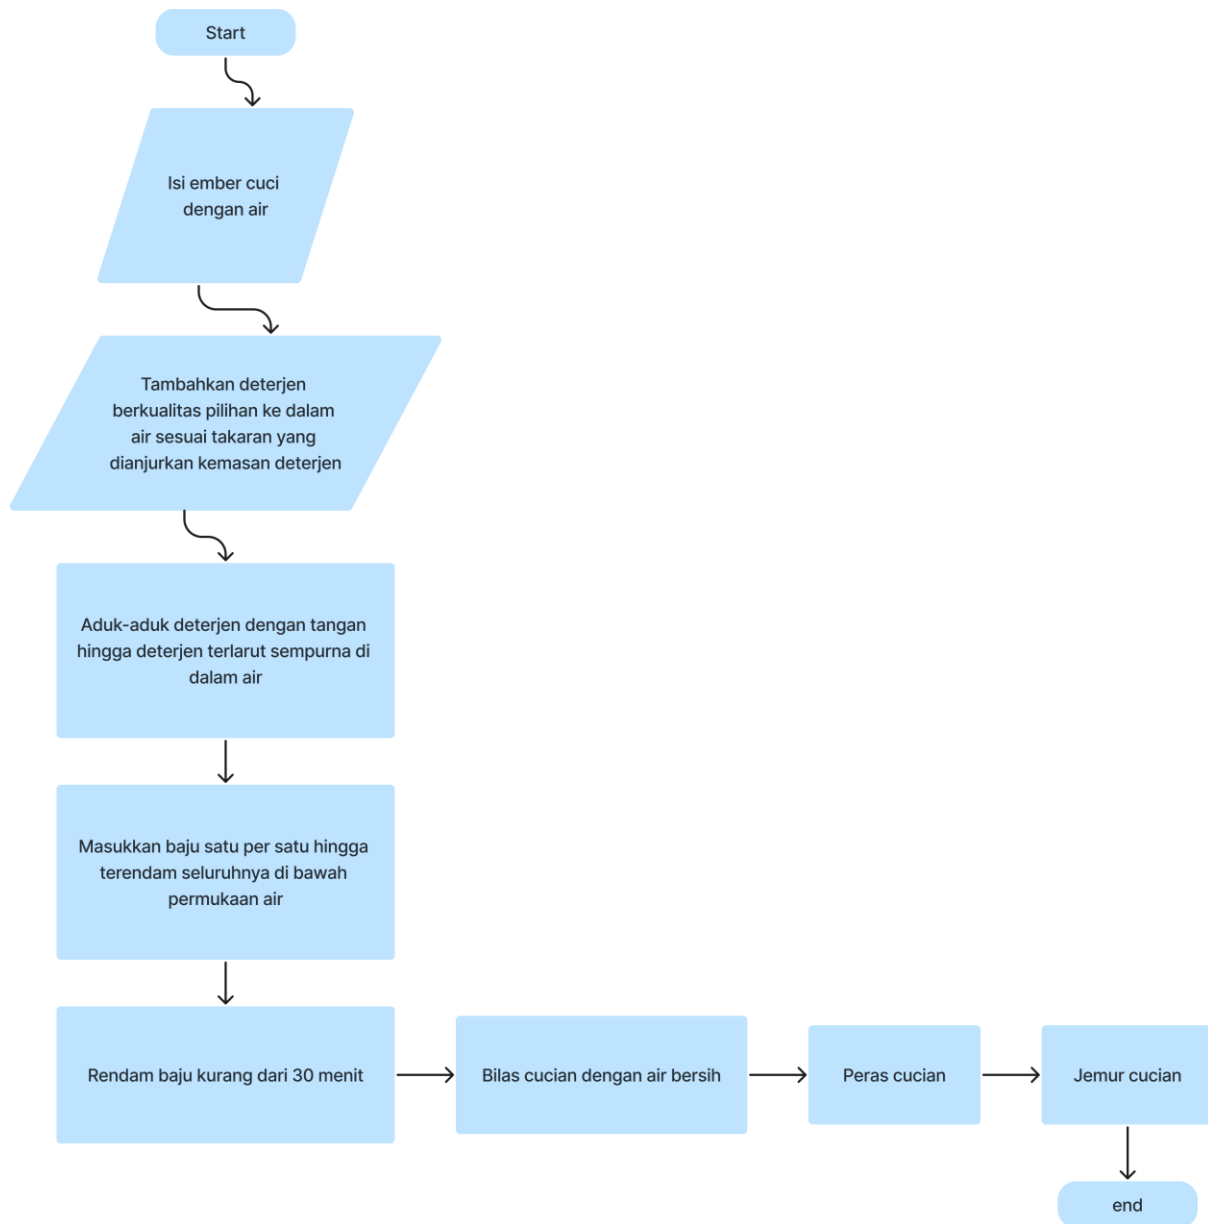 Start
Isi ember cuci
dengan air
Tambahkan deterjen
berkualitas pilihan ke dalam
air sesuai takaran yang
dianjurkan kemasan deterjen
Aduk-aduk deterjen dengan tangan
hingga deterjen terlarut sempurna di
dalam air
Masukkan baju satu per satu hingga
terendam seluruhnya di bawah
permukaan air
Rendam baju kurang dari 30 menit
Bilas cucian dengan air bersih
Peras cucian
Jemur cucian
end